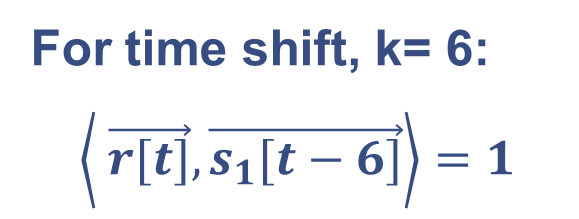 For time shift, k= 6:
⟨r[t], s₁[t − 6]⟩ = 1